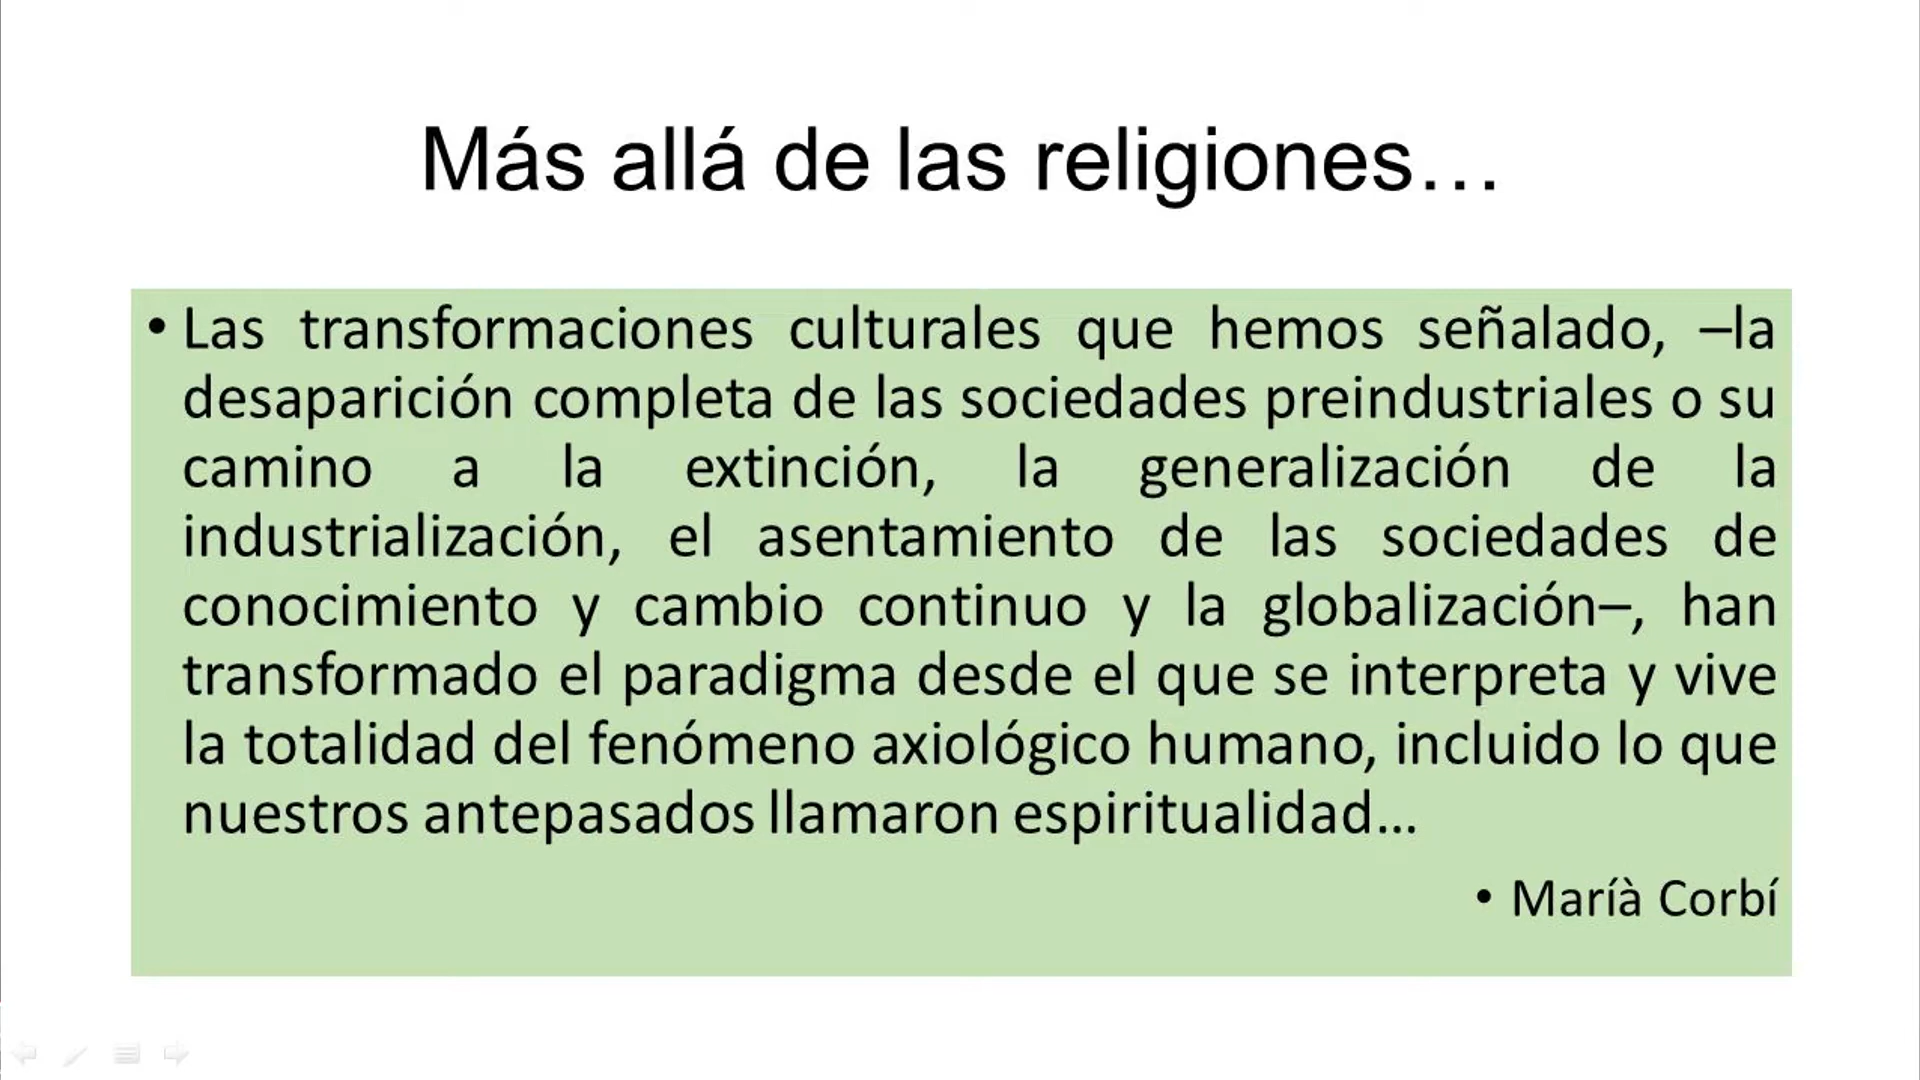 Más allá de las religiones…
• Las transformaciones culturales que hemos señalado, –la
desaparición completa de las sociedades preindustriales o su
camino a la extinción, la generalización de la
industrialización, el asentamiento de las sociedades de
conocimiento y cambio continuo y la globalización–, han
transformado el paradigma desde el que se interpreta y vive
la totalidad del fenómeno axiológico humano, incluido lo que
nuestros antepasados llamaron espiritualidad…
• Maríà Corbí